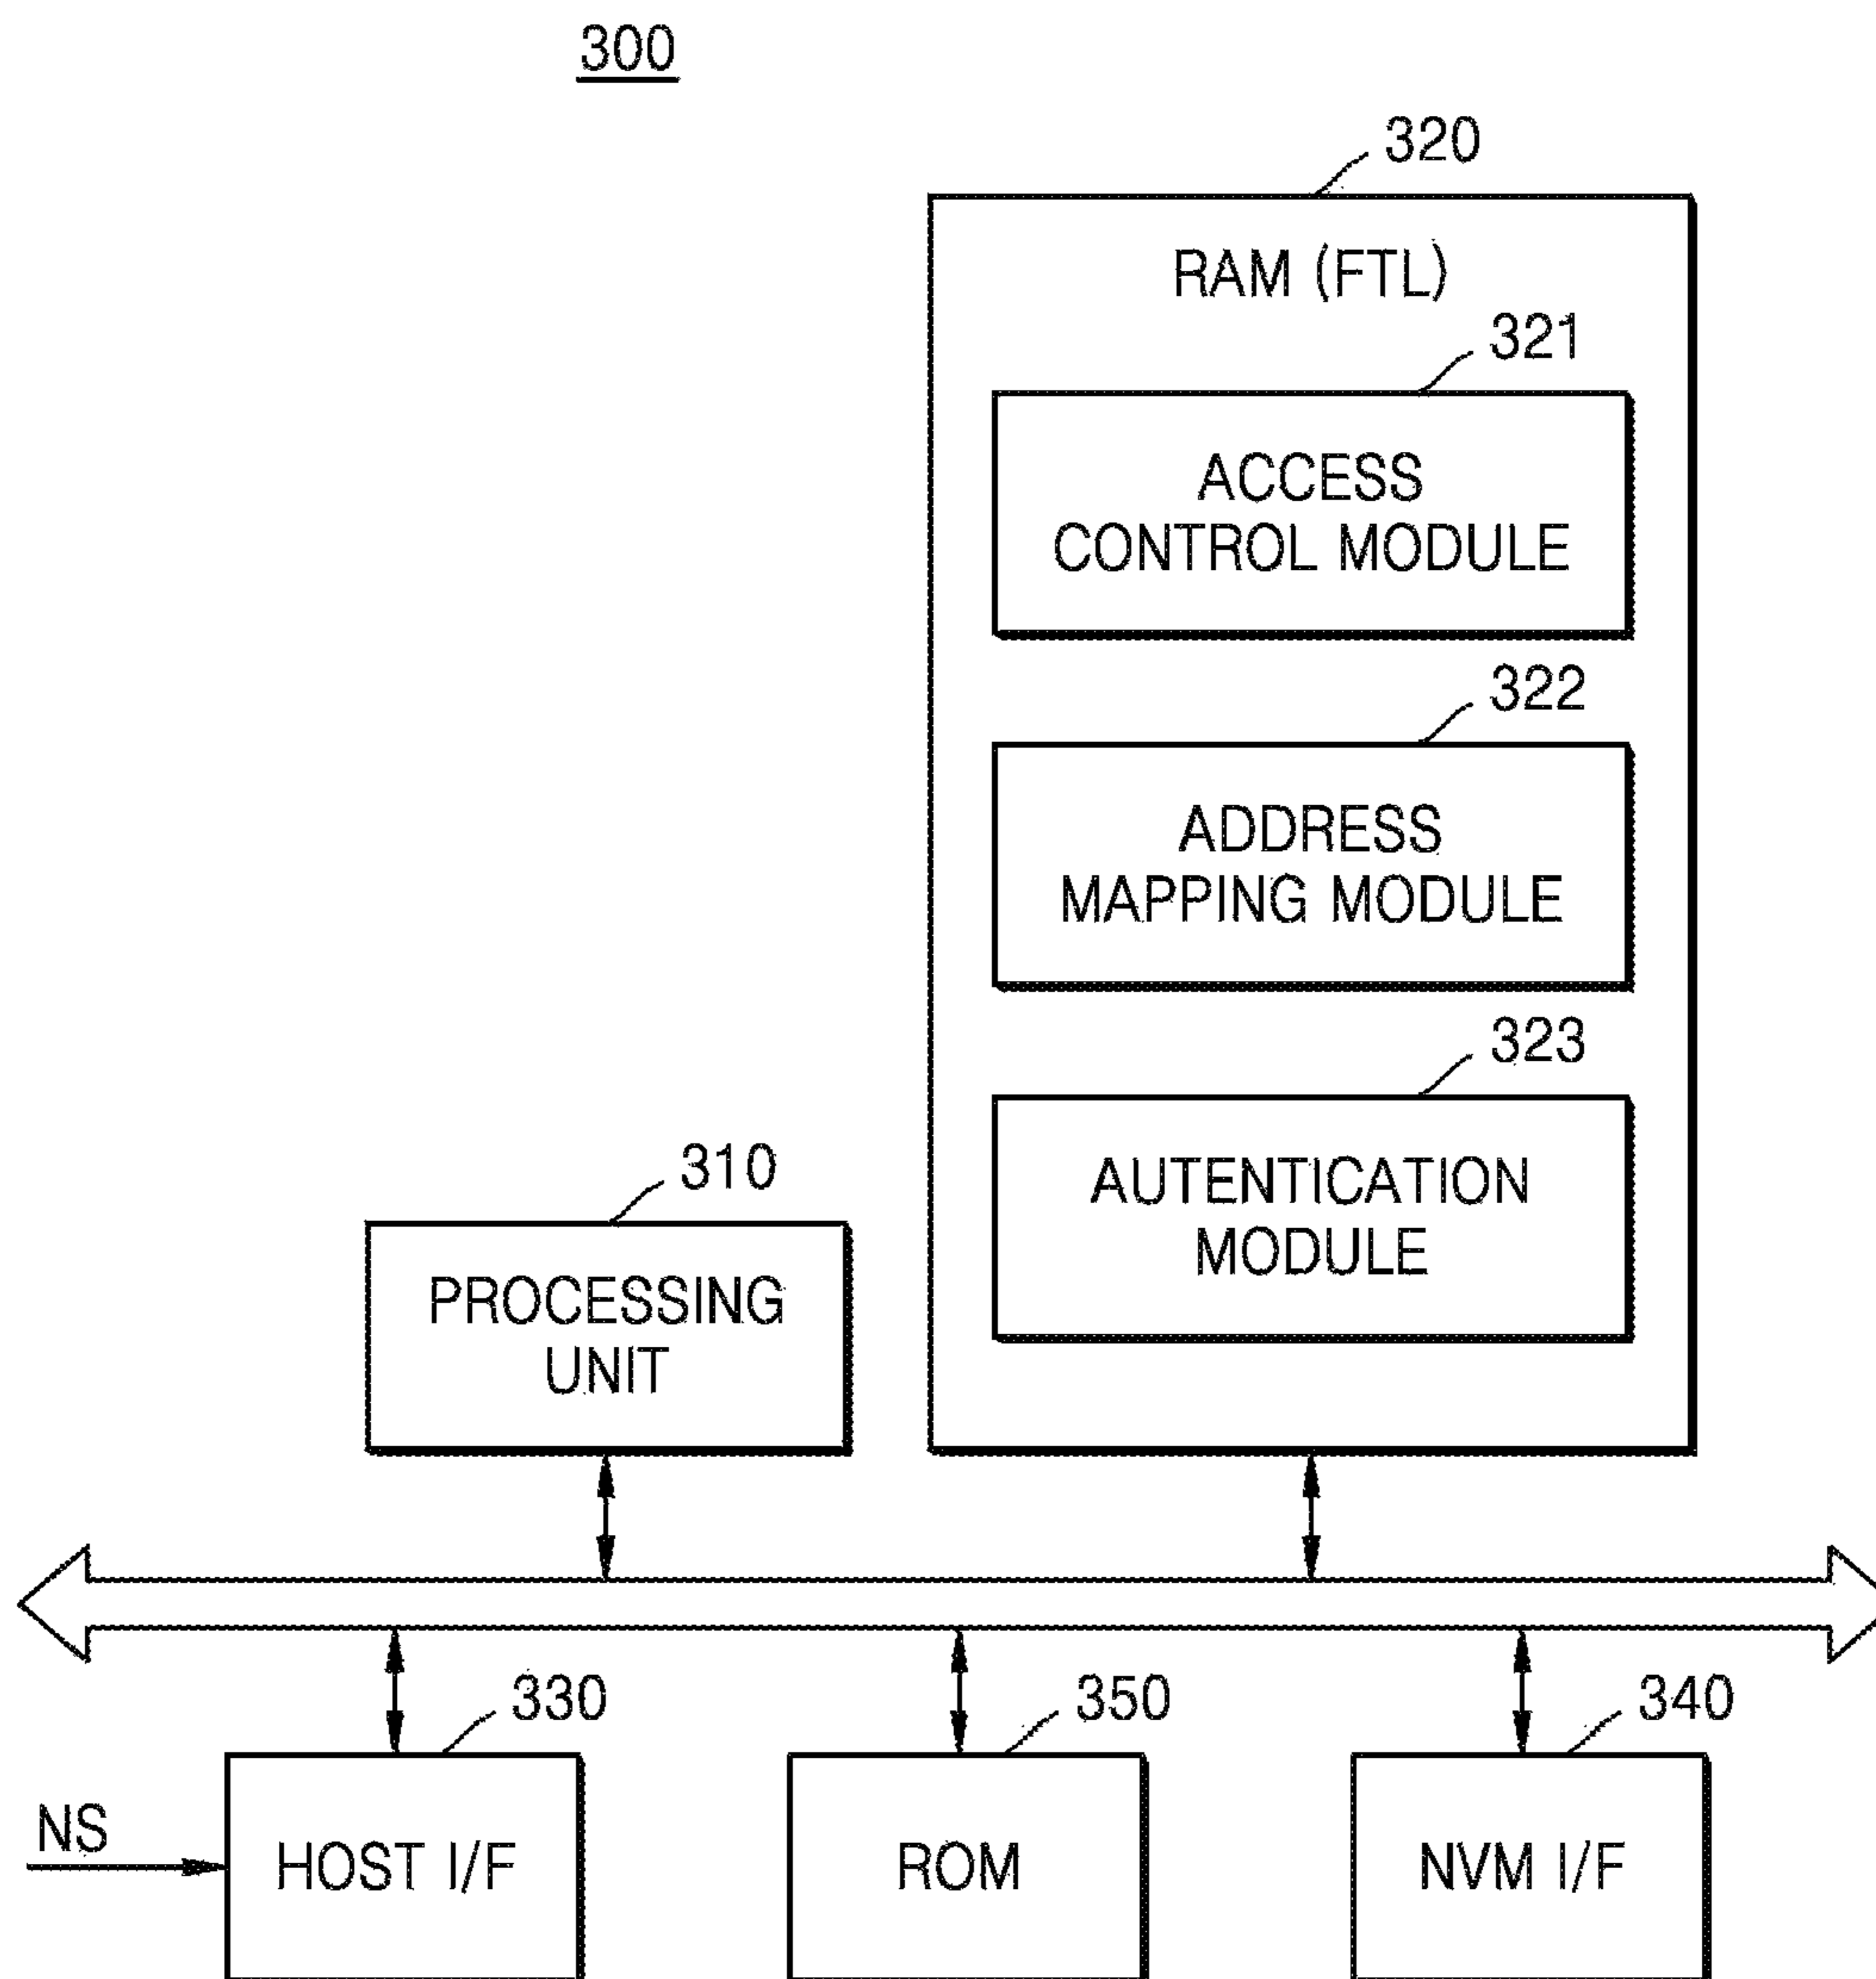 300
320
RAM (FTL)
321
ACCESS
CONTROL MODULE
322
ADDRESS
MAPPING MODULE
323
AUTENTICATION
MODULE
310
PROCESSING
UNIT
330
350
340
NS
HOST I/F
ROM
NVM I/F